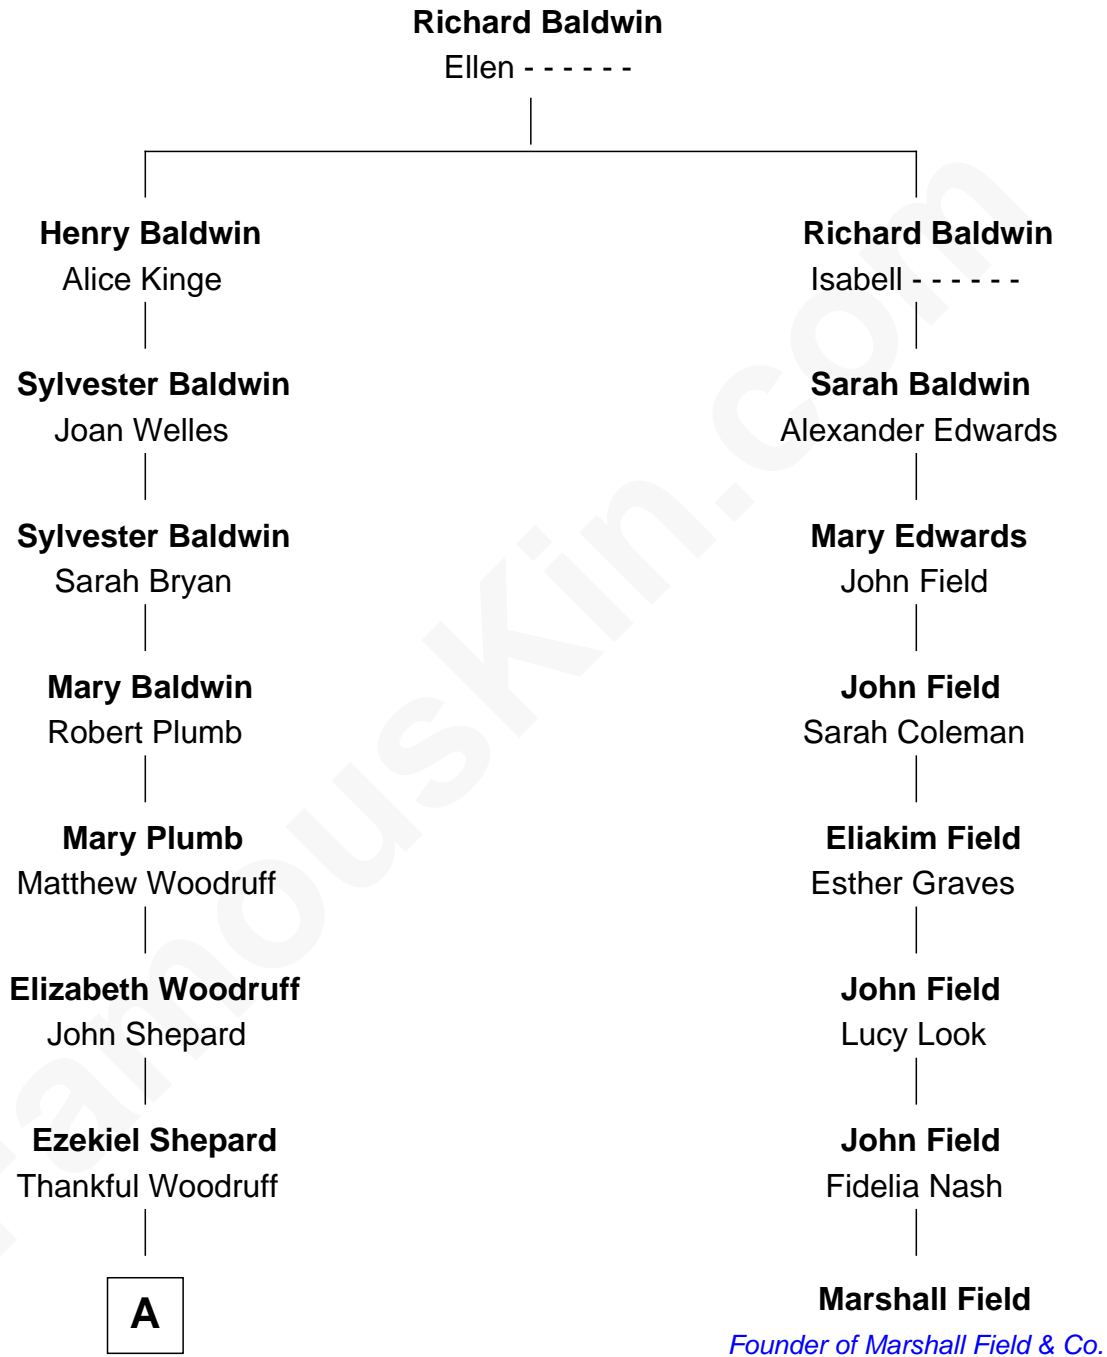 Richard Baldwin
Ellen - - - - - -
Henry Baldwin
Alice Kinge
Richard Baldwin
Isabell - - - - - -
Sylvester Baldwin
Joan Welles
Sarah Baldwin
Alexander Edwards
Sylvester Baldwin
Sarah Bryan
Mary Edwards
John Field
Mary Baldwin
Robert Plumb
John Field
Sarah Coleman
Mary Plumb
Matthew Woodruff
Eliakim Field
Esther Graves
Elizabeth Woodruff
John Shepard
John Field
Lucy Look
Ezekiel Shepard
Thankful Woodruff
John Field
Fidelia Nash
A
Marshall Field
Founder of Marshall Field & Co.
FamousKin.com